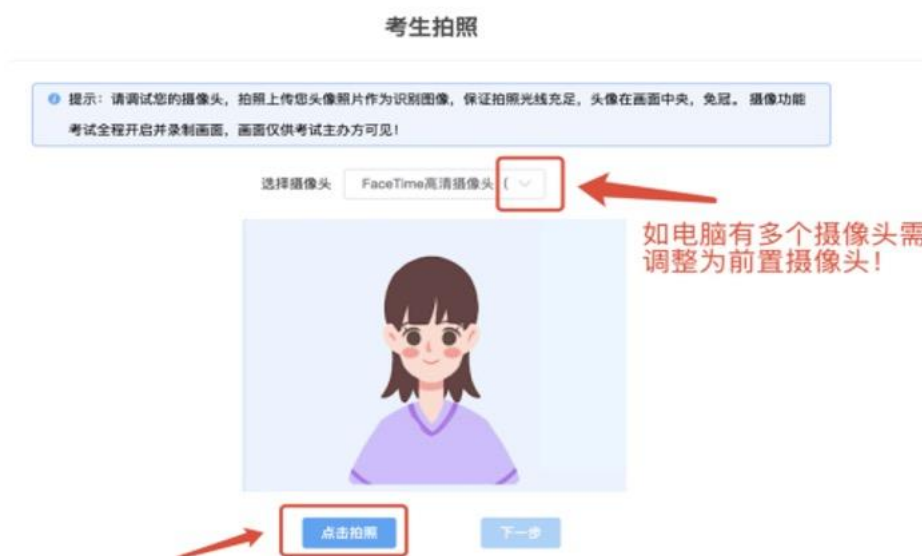 考生拍照
提示：请调试您的摄像头，拍照上传您头像照片作为识别图像，保证拍照光线充足，头像在画面中央，免冠。摄像功能
考试全程开启并录制画面，画面仅供考试主办方可见！
选择摄像头 FaceTime高清摄像头（
如电脑有多个摄像头需
调整为前置摄像头！
点击拍照 下一步